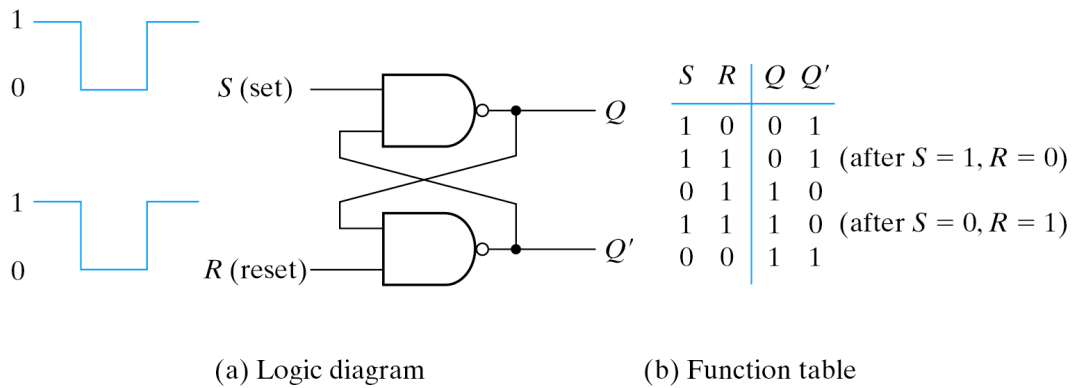 1
0
S (set)
Q
1
0
R (reset)
Q′
S R Q Q′
1 0 0 1
1 1 0 1 (after S = 1, R = 0)
0 1 1 0
1 1 1 0 (after S = 0, R = 1)
0 0 1 1
(a) Logic diagram
(b) Function table